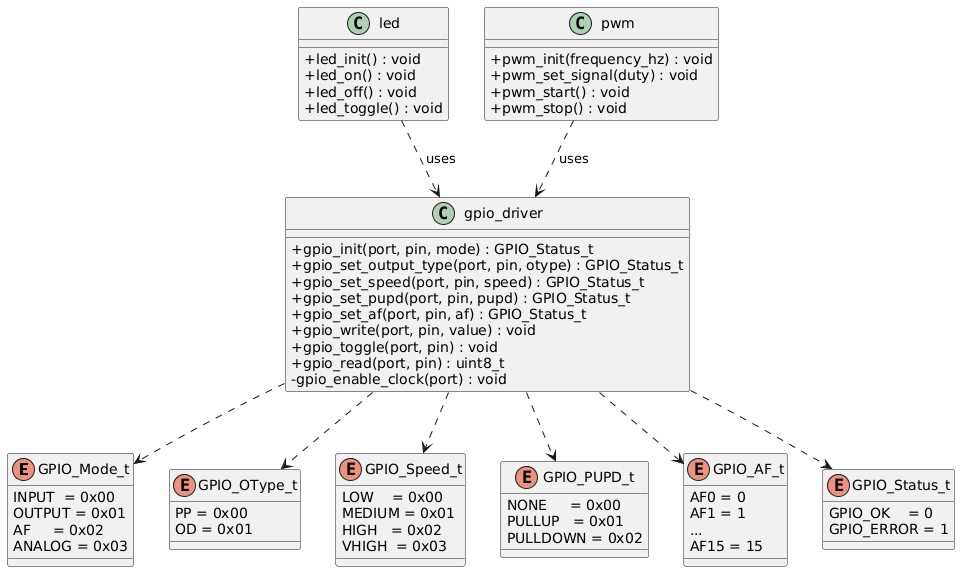 C led
+led_init() : void
+led_on() : void
+led_off() : void
+led_toggle() : void
C pwm
+pwm_init(frequency_hz) : void
+pwm_set_signal(duty) : void
+pwm_start() : void
+pwm_stop() : void
uses
uses
C gpio_driver
+gpio_init(port, pin, mode) : GPIO_Status_t
+gpio_set_output_type(port, pin, otype) : GPIO_Status_t
+gpio_set_speed(port, pin, speed) : GPIO_Status_t
+gpio_set_pupd(port, pin, pupd) : GPIO_Status_t
+gpio_set_af(port, pin, af) : GPIO_Status_t
+gpio_write(port, pin, value) : void
+gpio_toggle(port, pin) : void
+gpio_read(port, pin) : uint8_t
-gpio_enable_clock(port) : void
E GPIO_Mode_t
INPUT = 0x00
OUTPUT = 0x01
AF = 0x02
ANALOG = 0x03
E GPIO_OType_t
PP = 0x00
OD = 0x01
E GPIO_Speed_t
LOW = 0x00
MEDIUM = 0x01
HIGH = 0x02
VHIGH = 0x03
E GPIO_PUPD_t
NONE = 0x00
PULLUP = 0x01
PULLDOWN = 0x02
E GPIO_AF_t
AF0 = 0
AF1 = 1
...
AF15 = 15
E GPIO_Status_t
GPIO_OK = 0
GPIO_ERROR = 1